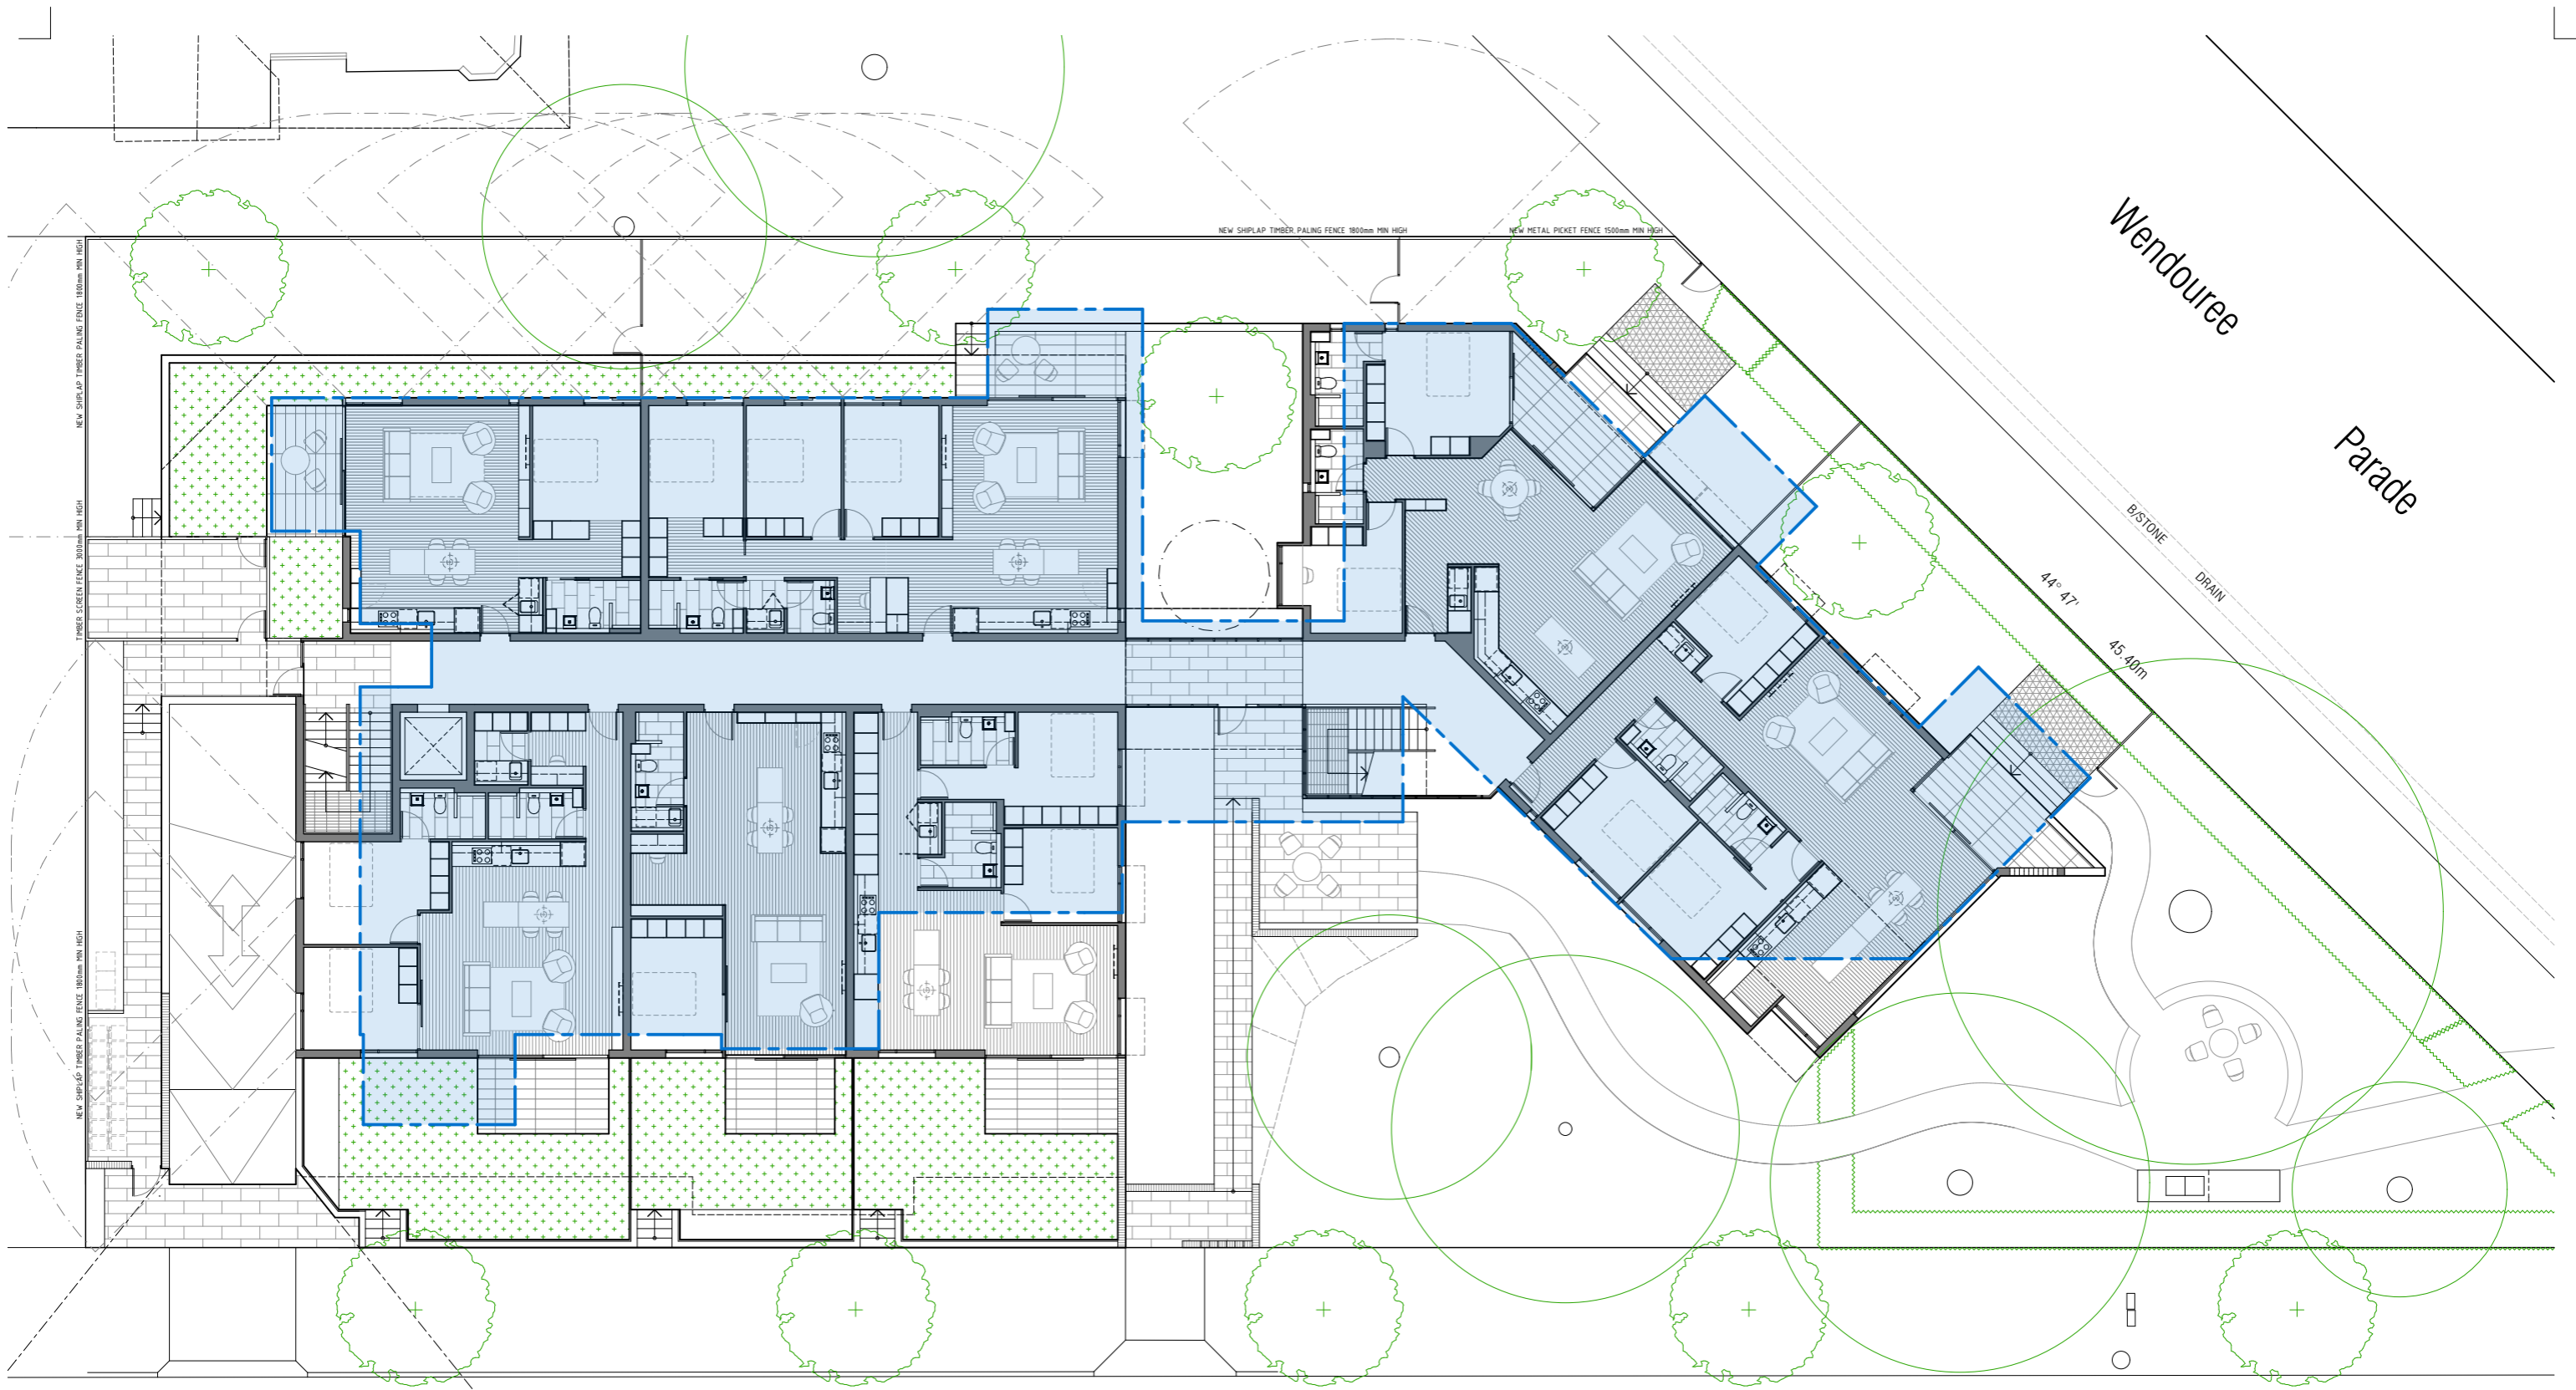 NEW SHIPLAP TIMBER PALING FENCE 1800mm MIN HIGH
NEW METAL PICKET FENCE 1500mm MIN HIGH
NEW SHIPLAP TIMBER PALING FENCE 1800mm MIN HIGH
TIMBER SCREEN FENCE 3000mm MIN HIGH
NEW SHIPLAP TIMBER PALING FENCE 1800mm MIN HIGH
Wendouree
Parade
B/STONE
DRAIN
44° 47'
45.40m